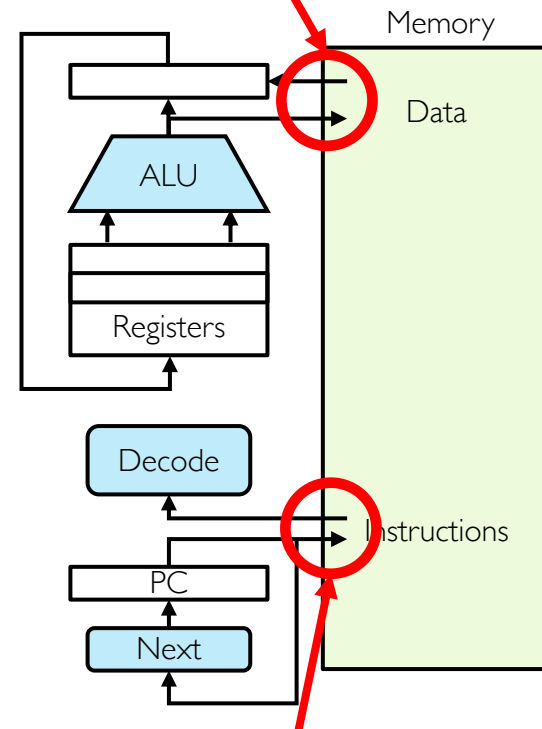 Memory
Data
ALU
Registers
Decode
Instructions
PC
Next